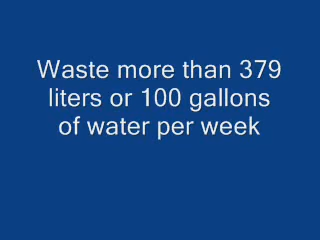 Waste more than 379
liters or 100 gallons
of water per week